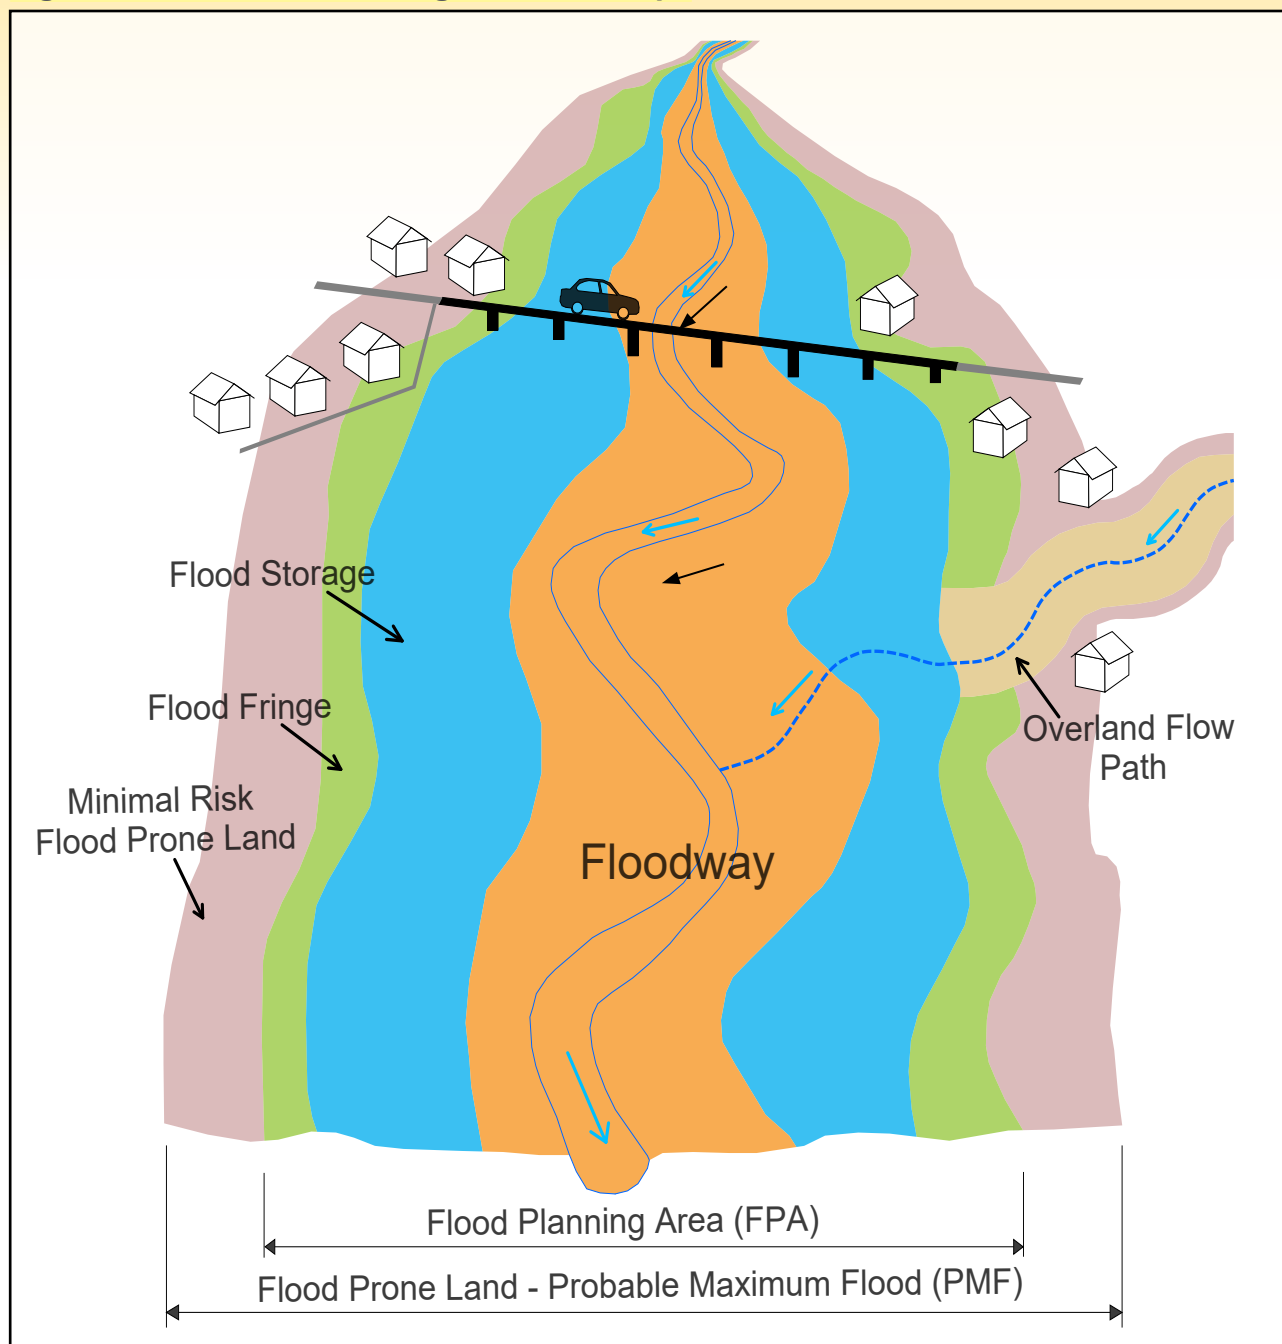 Flood Storage
Flood Fringe
Minimal Risk
Flood Prone Land
Overland Flow
Path
Floodway
Flood Planning Area (FPA)
Flood Prone Land - Probable Maximum Flood (PMF)